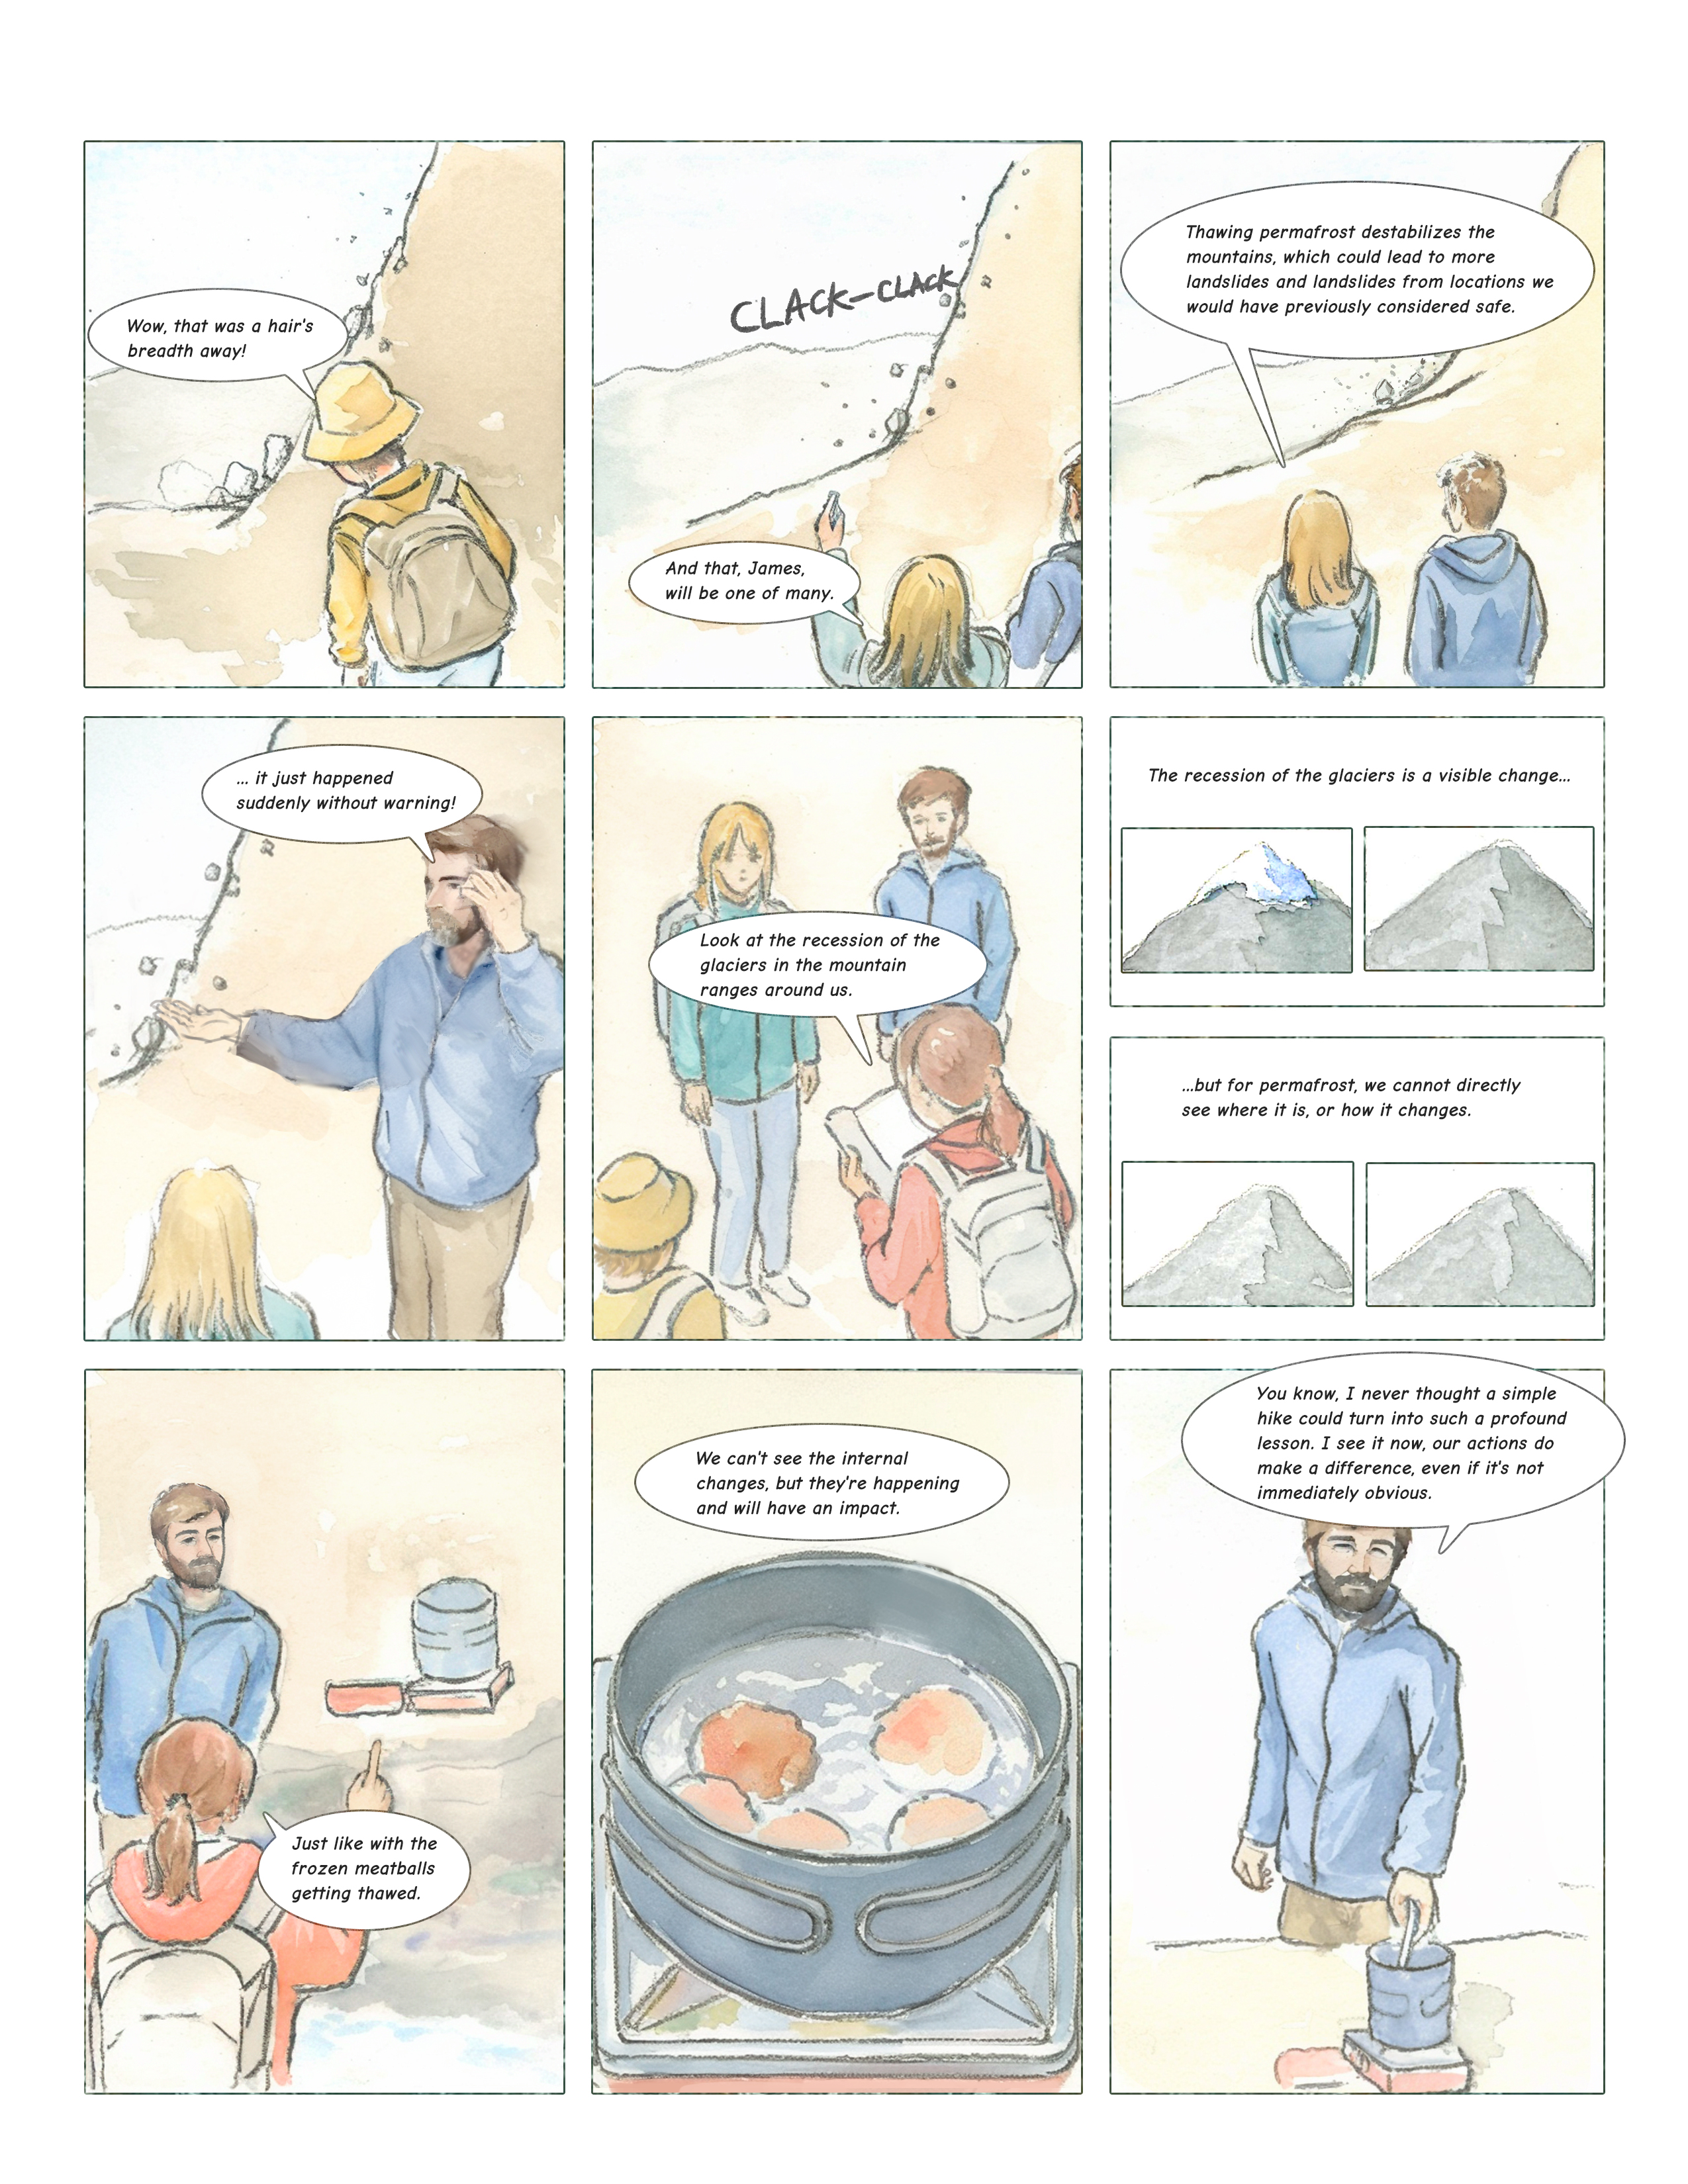 Wow, that was a hair's
breadth away!
CLACK-CLACK
And that, James,
will be one of many.
Thawing permafrost destabilizes the
mountains, which could lead to more
landslides and landslides from locations we
would have previously considered safe.
... it just happened
suddenly without warning!
Look at the recession of the
glaciers in the mountain
ranges around us.
The recession of the glaciers is a visible change...
...but for permafrost, we cannot directly
see where it is, or how it changes.
Just like with the
frozen meatballs
getting thawed.
We can't see the internal
changes, but they're happening
and will have an impact.
You know, I never thought a simple
hike could turn into such a profound
lesson. I see it now, our actions do
make a difference, even if it's not
immediately obvious.